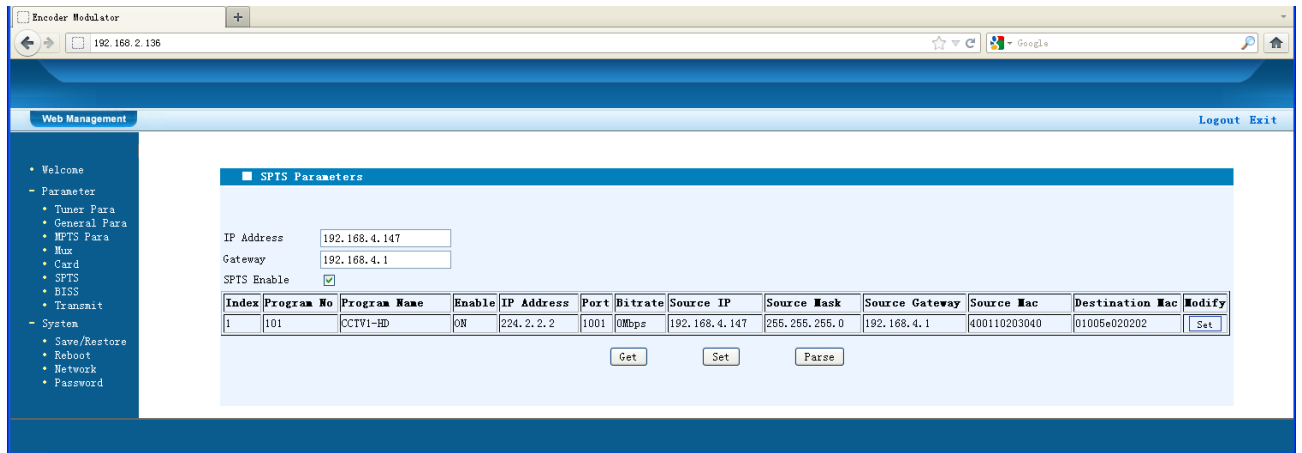 Encoder Modulator
192.168.2.136
Google
Web Management
Logout Exit
Welcome
Parameter
Tuner Para
General Para
MPTS Para
Mux
Card
SPTS
BISS
Transmit
System
Save/Restore
Reboot
Network
Password
SPTS Parameters
IP Address 192.168.4.147
Gateway 192.168.4.1
SPTS Enable
Index Program No Program Name Enable IP Address Port Bitrate Source IP Source Mask Source Gateway Source Mac Destination Mac Modify
1 101 CCTV1-HD ON 224.2.2.2 1001 0Mbps 192.168.4.147 255.255.255.0 192.168.4.1 400110203040 01005e020202 Set
Get Set Parse